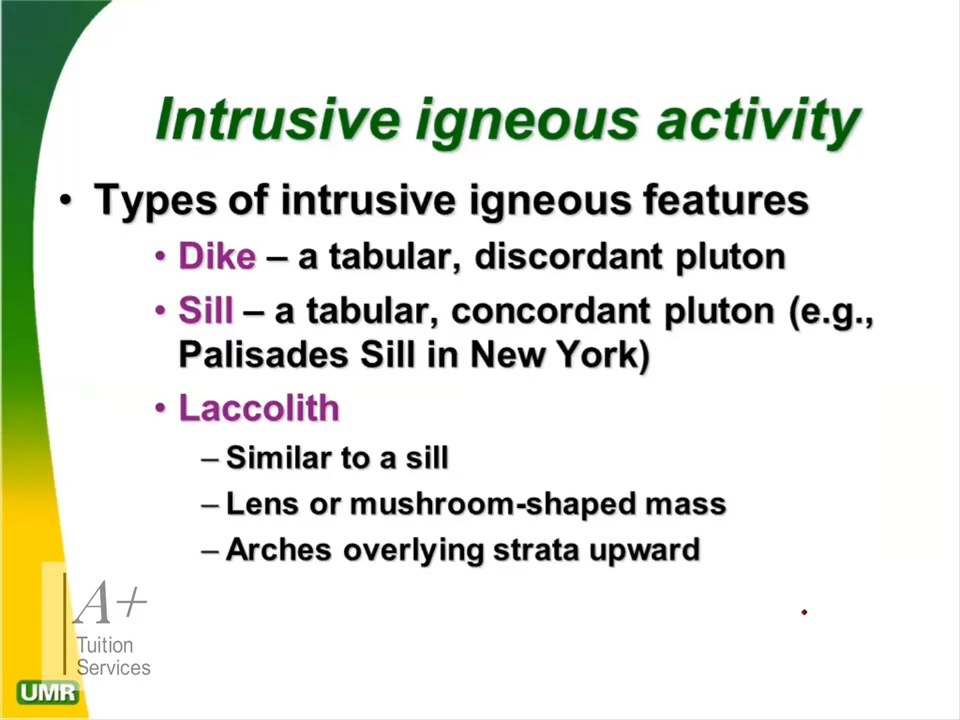 Intrusive igneous activity
• Types of intrusive igneous features
• Dike – a tabular, discordant pluton
• Sill – a tabular, concordant pluton (e.g.,
Palisades Sill in New York)
• Laccolith
– Similar to a sill
– Lens or mushroom-shaped mass
– Arches overlying strata upward
A+
Tuition
Services
UMR